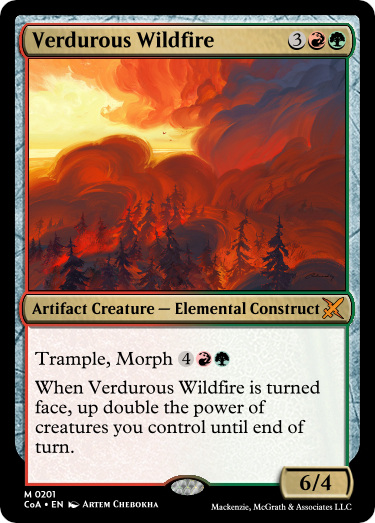 Verdurous Wildfire 3
Artifact Creature — Elemental Construct
Trample, Morph 4
When Verdurous Wildfire is turned
face, up double the power of
creatures you control until end of
turn.
6/4
M 0201
CoA • EN Artem Chebokha
Mackenzie, McGrath & Associates LLC